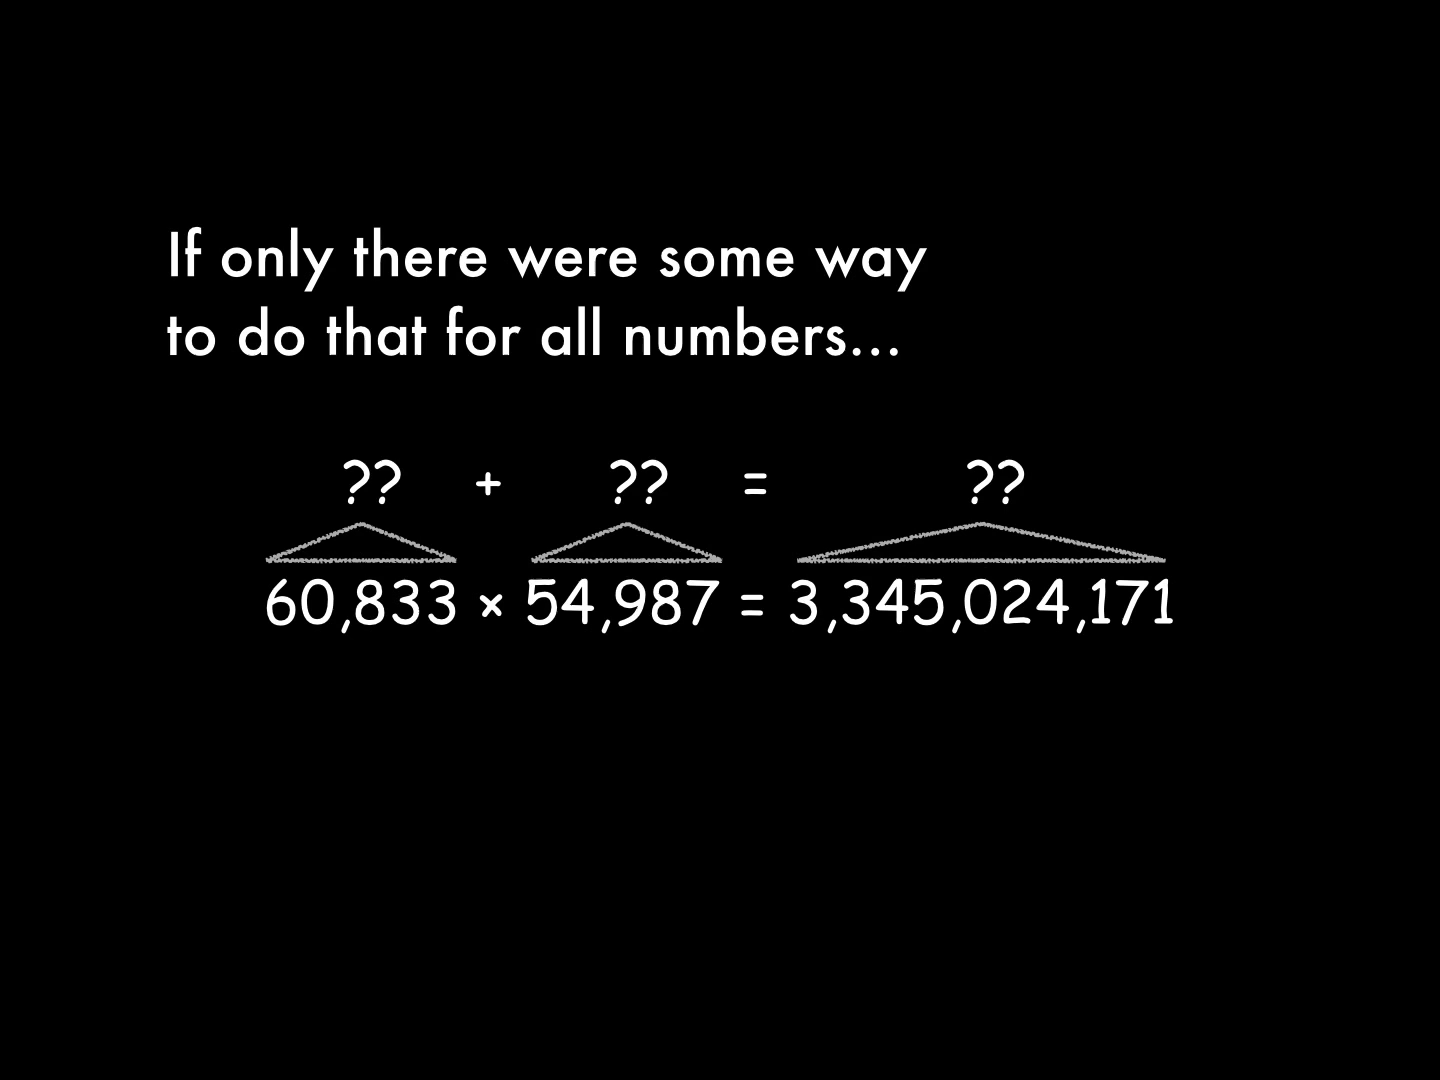 If only there were some way
to do that for all numbers...
?? + ?? = ??
60,833 × 54,987 = 3,345,024,171